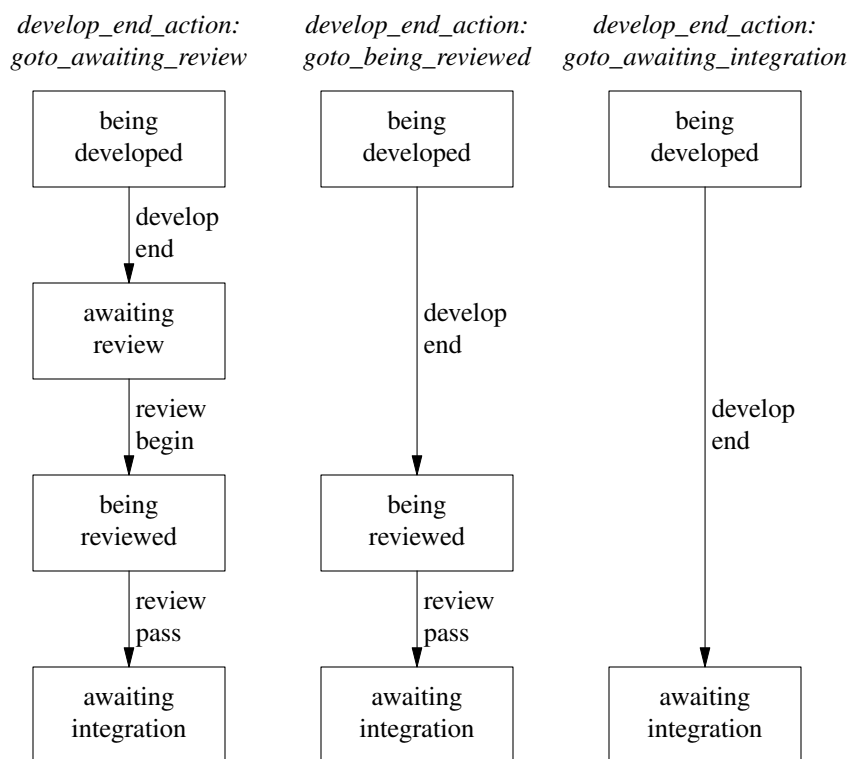 develop_end_action:
goto_awaiting_review
being
developed
develop
end
awaiting
review
review
begin
being
reviewed
review
pass
awaiting
integration
develop_end_action:
goto_being_reviewed
being
developed
develop
end
being
reviewed
review
pass
awaiting
integration
develop_end_action:
goto_awaiting_integration
being
developed
develop
end
awaiting
integration